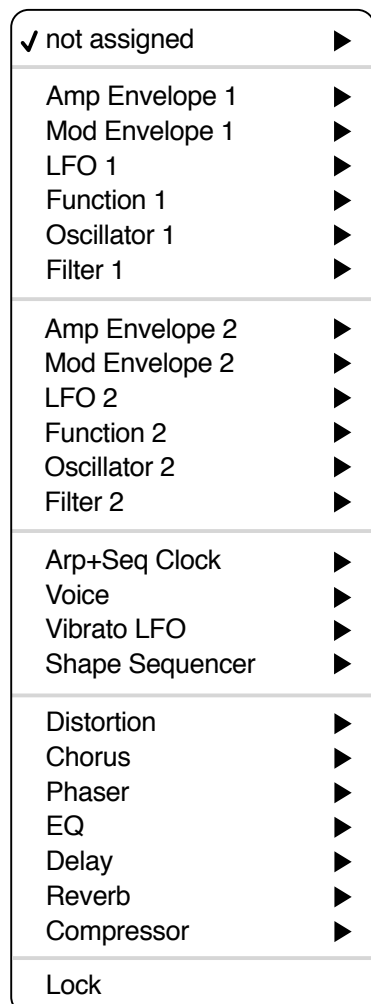 ✓ not assigned ▶
Amp Envelope 1 ▶
Mod Envelope 1 ▶
LFO 1 ▶
Function 1 ▶
Oscillator 1 ▶
Filter 1 ▶
Amp Envelope 2 ▶
Mod Envelope 2 ▶
LFO 2 ▶
Function 2 ▶
Oscillator 2 ▶
Filter 2 ▶
Arp+Seq Clock ▶
Voice ▶
Vibrato LFO ▶
Shape Sequencer ▶
Distortion ▶
Chorus ▶
Phaser ▶
EQ ▶
Delay ▶
Reverb ▶
Compressor ▶
Lock